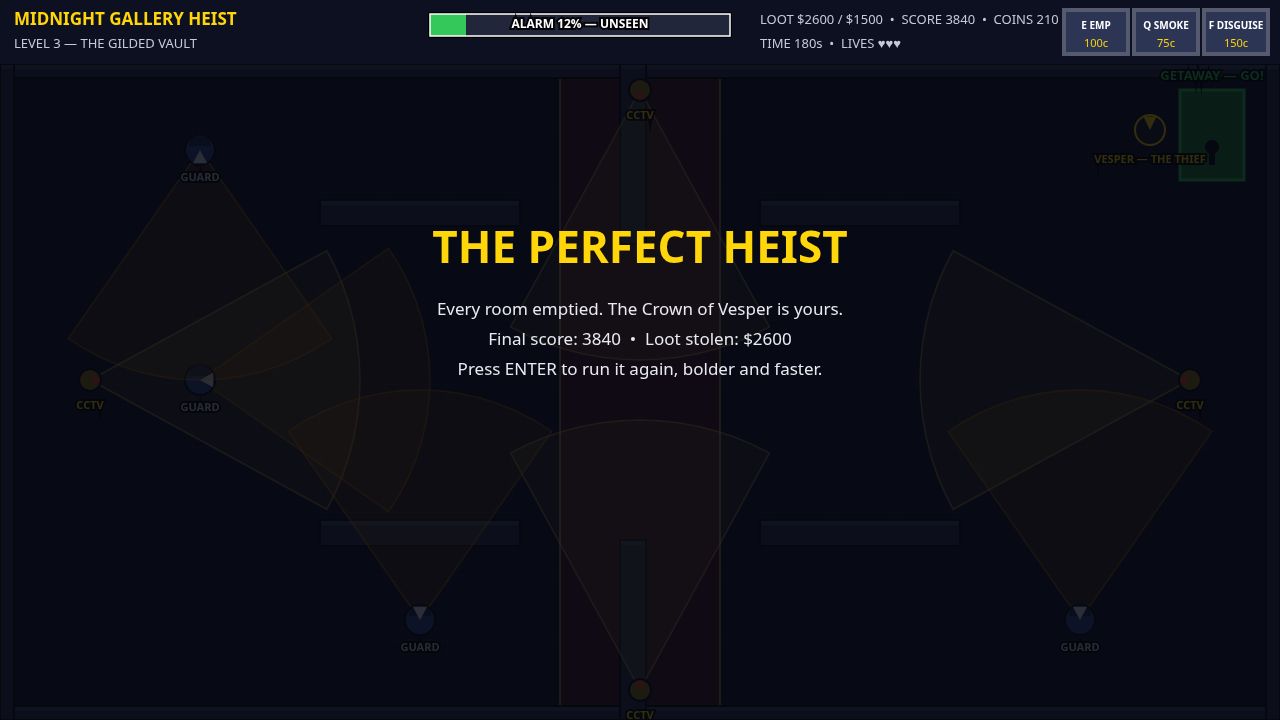 MIDNIGHT GALLERY HEIST
LEVEL 3 — THE GILDED VAULT
ALARM 12% — UNSEEN
LOOT $2600 / $1500 • SCORE 3840 • COINS 210
TIME 180s • LIVES ♥♥♥
E EMP
100c
Q SMOKE
75c
F DISGUISE
150c
GETAWAY — GO!
CCTV
VESPER — THE THIEF
GUARD
THE PERFECT HEIST
Every room emptied. The Crown of Vesper is yours.
Final score: 3840 • Loot stolen: $2600
Press ENTER to run it again, bolder and faster.
CCTV
GUARD
CCTV
GUARD
GUARD
CCTV